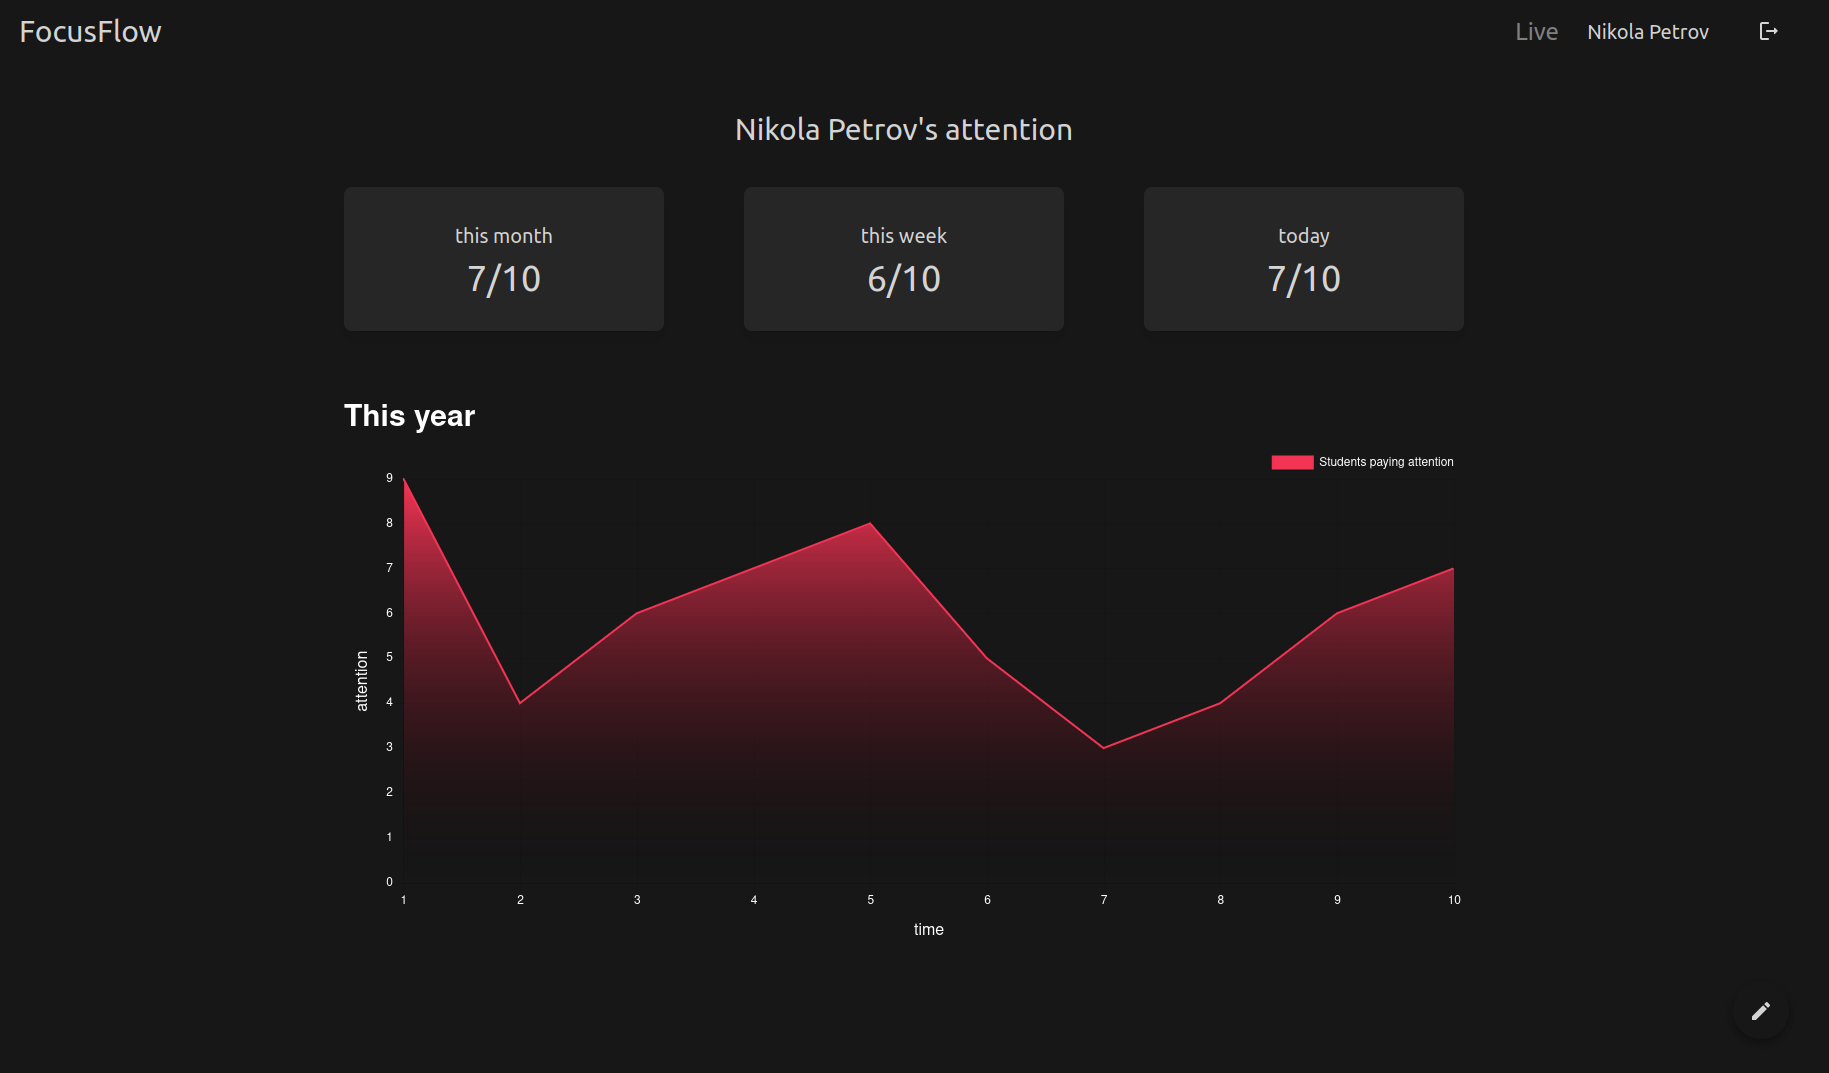 FocusFlow
Live
Nikola Petrov
Nikola Petrov's attention
this month
7/10
this week
6/10
today
7/10
This year
Students paying attention
9
8
7
6
5
4
3
2
1
0
attention
1 2 3 4 5 6 7 8 9 10
time